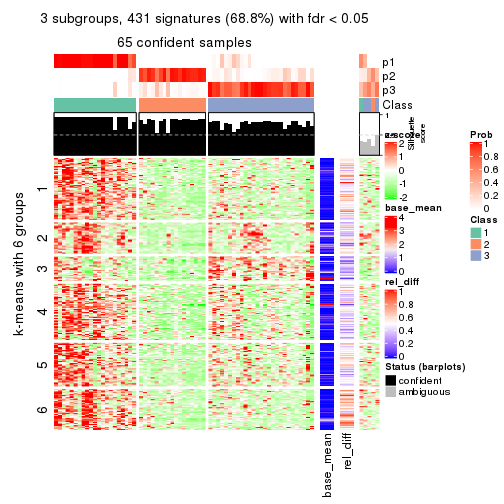 3 subgroups, 431 signatures (68.8%) with fdr < 0.05
65 confident samples
p1
p2
p3
Class
1
Silhouette
score
k-means with 6 groups
1
2
3
4
5
6
base_mean
rel_diff
z-score
2
1
0
-1
-2
base_mean
4
3
2
1
0
rel_diff
1
0.8
0.6
0.4
0.2
0
Status (barplots)
confident
ambiguous
Prob
1
0.8
0.6
0.4
0.2
0
Class
1
2
3